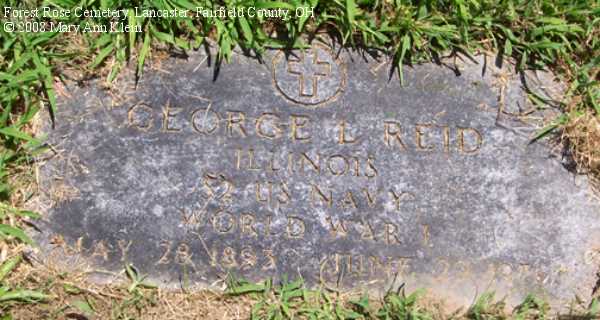 Forest Rose Cemetery, Lancaster, Fairfield County, OH
© 2008 Mary Ann Klein
GEORGE L REID
ILLINOIS
S2 US NAVY
WORLD WAR I
MAY 28 1893 JUNE